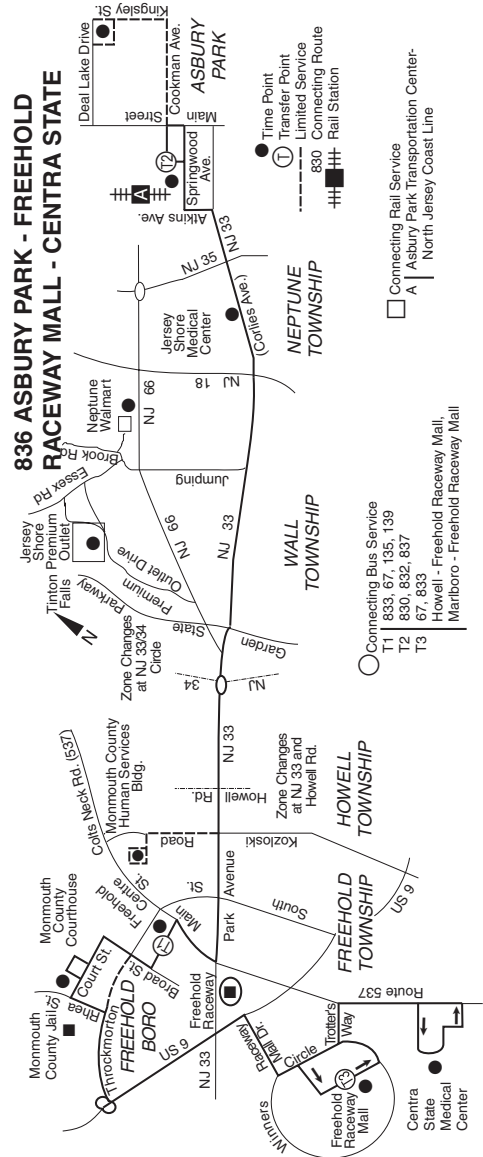 836 ASBURY PARK - FREEHOLD
RACEWAY MALL - CENTRA STATE
Monmouth
County Jail
Monmouth
County
Courthouse
Rhea
St.
Court St.
Throckmorton
FREEHOLD
BORO
Broad St.
T1
Freehold
Centre
St.
Main
St.
Colts Neck Rd. (537)
Monmouth County
Human Services
Bldg.
Road
Kozloski
US 9
NJ 33
Freehold
Raceway
Park
Avenue
South
FREEHOLD
TOWNSHIP
US 9
Raceway
Mall Dr.
Winners
Circle
Trotter's
Way
Route 537
T3
Freehold
Raceway
Mall
Centra
State
Medical
Center
Howell
Rd.
NJ 33
Zone Changes
at NJ 33 and
Howell Rd.
HOWELL
TOWNSHIP
Zone Changes
at NJ 33/34
Circle
NJ
34
N
Garden
State
Parkway
Tinton
Falls
Jersey
Shore
Premium
Outlet
Premium
Outlet Drive
Essex Rd
Brook Rd
Jumping
NJ 66
NJ 33
WALL
TOWNSHIP
Neptune
Walmart
NJ 66
NJ 18
Jersey
Shore
Medical
Center
NJ 35
NJ 33
(Corlies Ave.)
NEPTUNE
TOWNSHIP
Atkins Ave.
A
T2
Springwood
Ave.
Main
Street
Cookman Ave.
Deal Lake Drive
Kingsley
St.
ASBURY
PARK
Connecting Bus Service
T1 833, 67, 135, 139
T2 830, 832, 837
T3 67, 833
Howell - Freehold Raceway Mall,
Marlboro - Freehold Raceway Mall
Time Point
T Transfer Point
Limited Service
830 Connecting Route
Rail Station
Connecting Rail Service
A Asbury Park Transportation Center-
North Jersey Coast Line